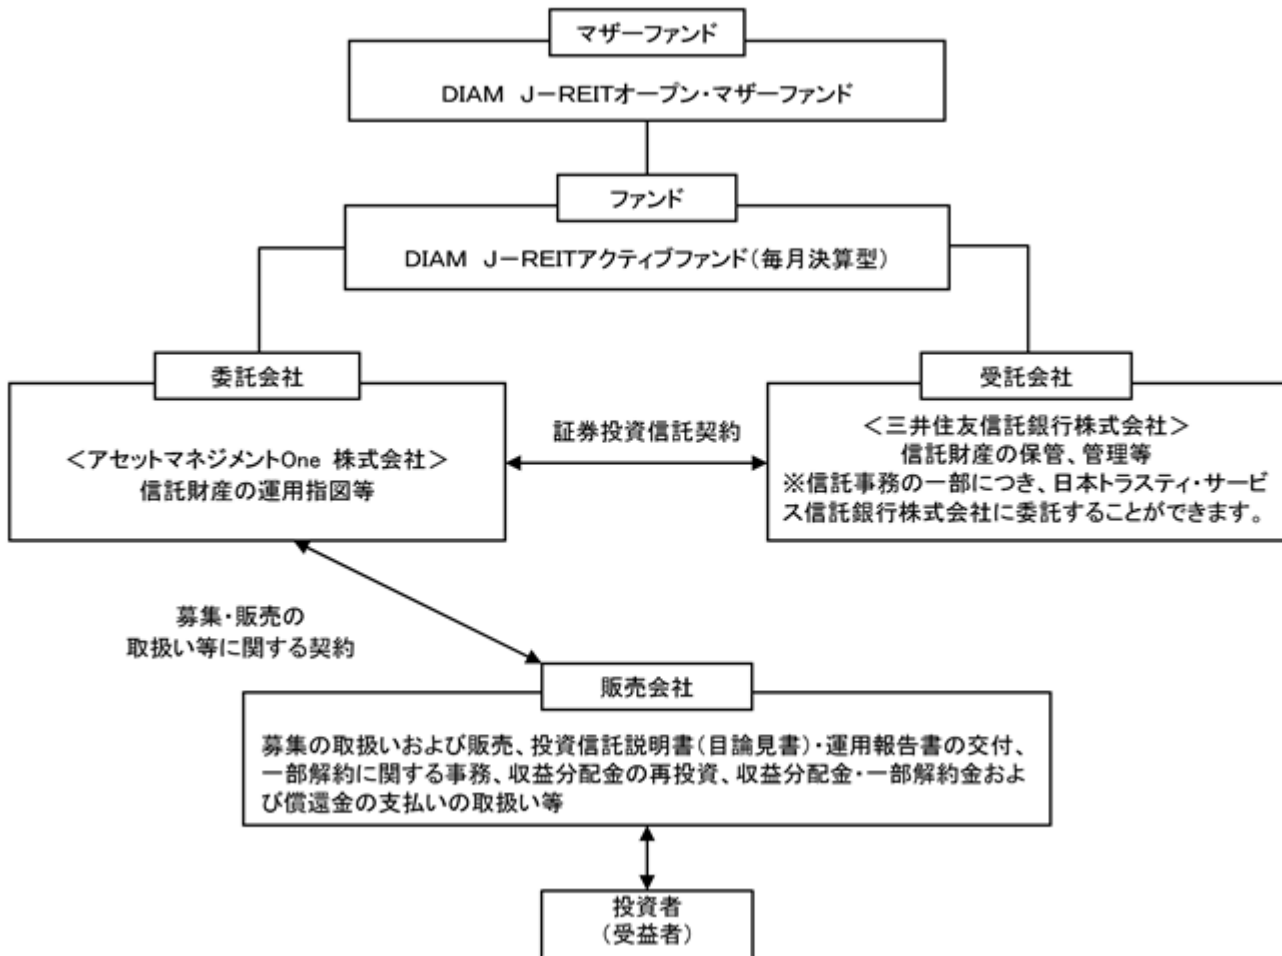 マザーファンド
DIAM J－REITオープン・マザーファンド
ファンド
DIAM J－REITアクティブファンド（毎月決算型）
委託会社
＜アセットマネジメントOne 株式会社＞
信託財産の運用指図等
証券投資信託契約
受託会社
＜三井住友信託銀行株式会社＞
信託財産の保管、管理等
※信託事務の一部につき、日本トラスティ・サービ
ス信託銀行株式会社に委託することができます。
募集・販売の
取扱い等に関する契約
販売会社
募集の取扱いおよび販売、投資信託説明書（目論見書）・運用報告書の交付、
一部解約に関する事務、収益分配金の再投資、収益分配金・一部解約金およ
び償還金の支払いの取扱い等
投資者
（受益者）